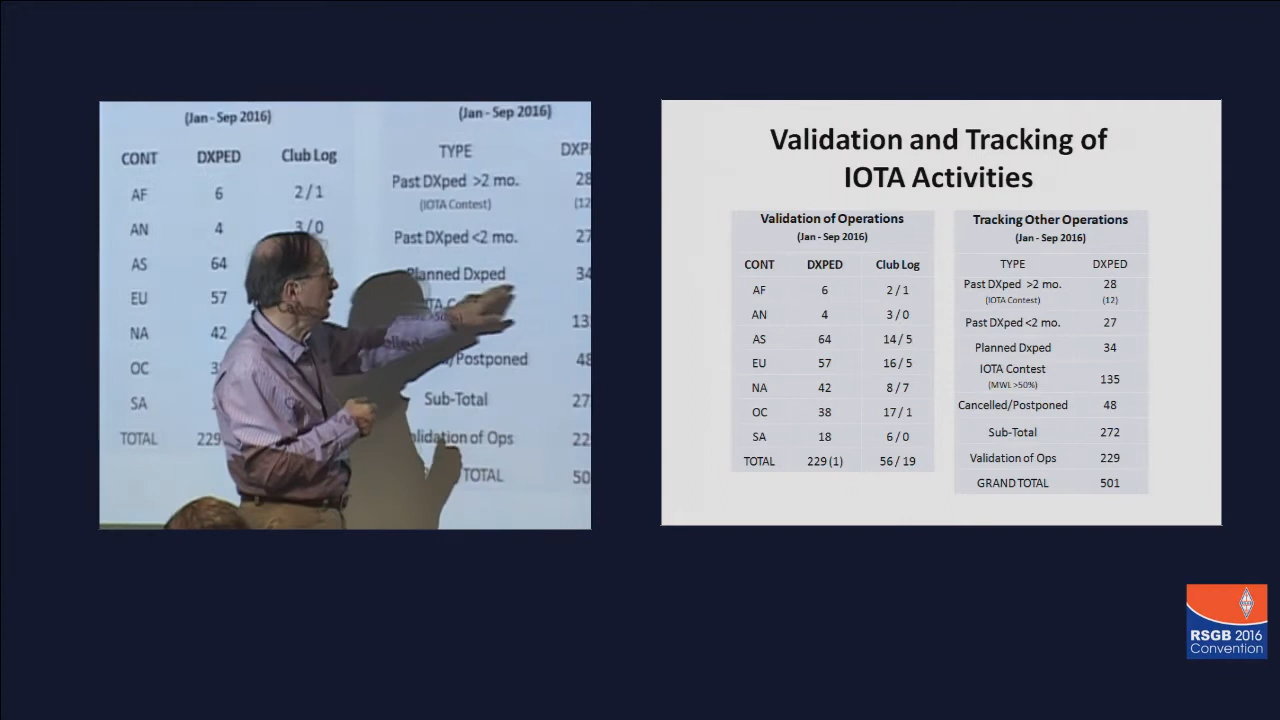 (Jan - Sep 2016)
CONT DXPED Club Log
AF 6 2 / 1
AN 4 3 / 0
AS 64
EU 57
NA 42
OC
SA
TOTAL 229
(Jan - Sep 2016)
TYPE
Past DXped >2 mo. 28
(IOTA Contest)
Past DXped <2 mo. 27
Planned Dxped 34
/Postponed 48
Sub-Total
alidation of Ops
TOTAL
Validation and Tracking of
IOTA Activities
Validation of Operations
(Jan - Sep 2016)
CONT DXPED Club Log
AF 6 2 / 1
AN 4 3 / 0
AS 64 14 / 5
EU 57 16 / 5
NA 42 8 / 7
OC 38 17 / 1
SA 18 6 / 0
TOTAL 229 (1) 56 / 19
Tracking Other Operations
(Jan - Sep 2016)
TYPE DXPED
Past DXped >2 mo. 28
(IOTA Contest) (12)
Past DXped <2 mo. 27
Planned Dxped 34
IOTA Contest
(MWL >50%) 135
Cancelled/Postponed 48
Sub-Total 272
Validation of Ops 229
GRAND TOTAL 501
RSGB 2016
Convention